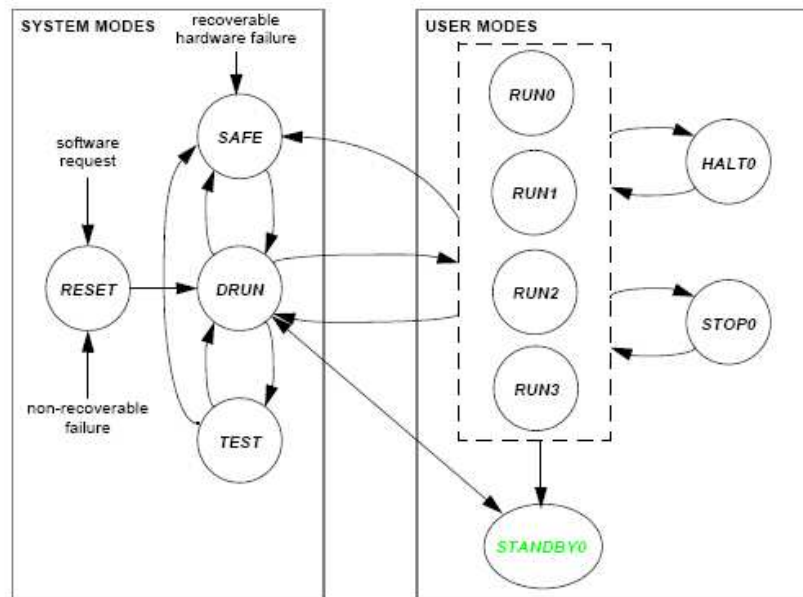 SYSTEM MODES
recoverable
hardware failure
SAFE
software
request
RESET
DRUN
non-recoverable
failure
TEST
USER MODES
RUN0
RUN1
RUN2
RUN3
HALT0
STOP0
STANDBY0